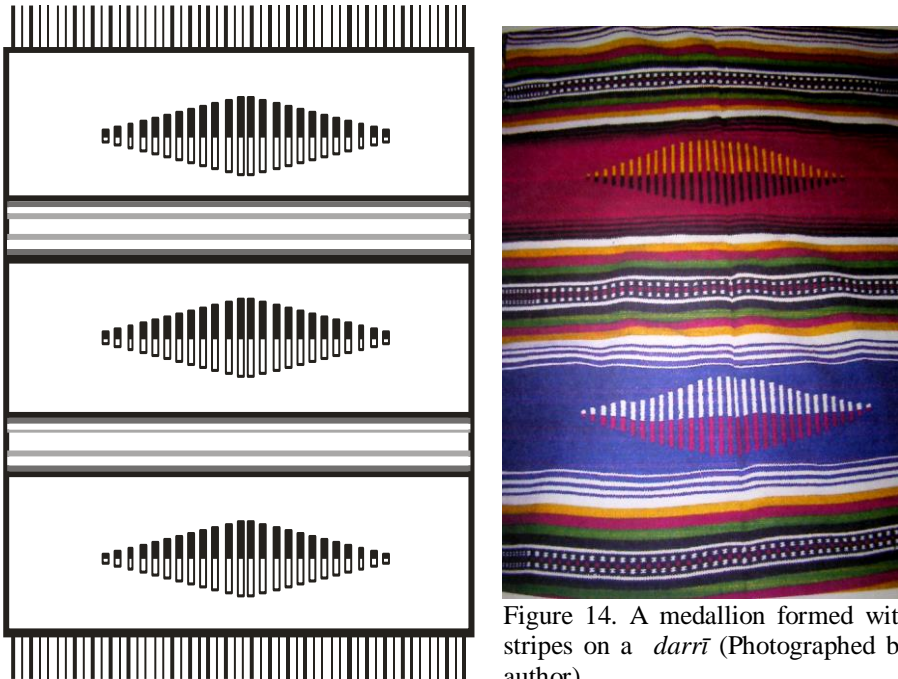 Figure 14. A medallion formed wit
stripes on a darrī (Photographed b
author)